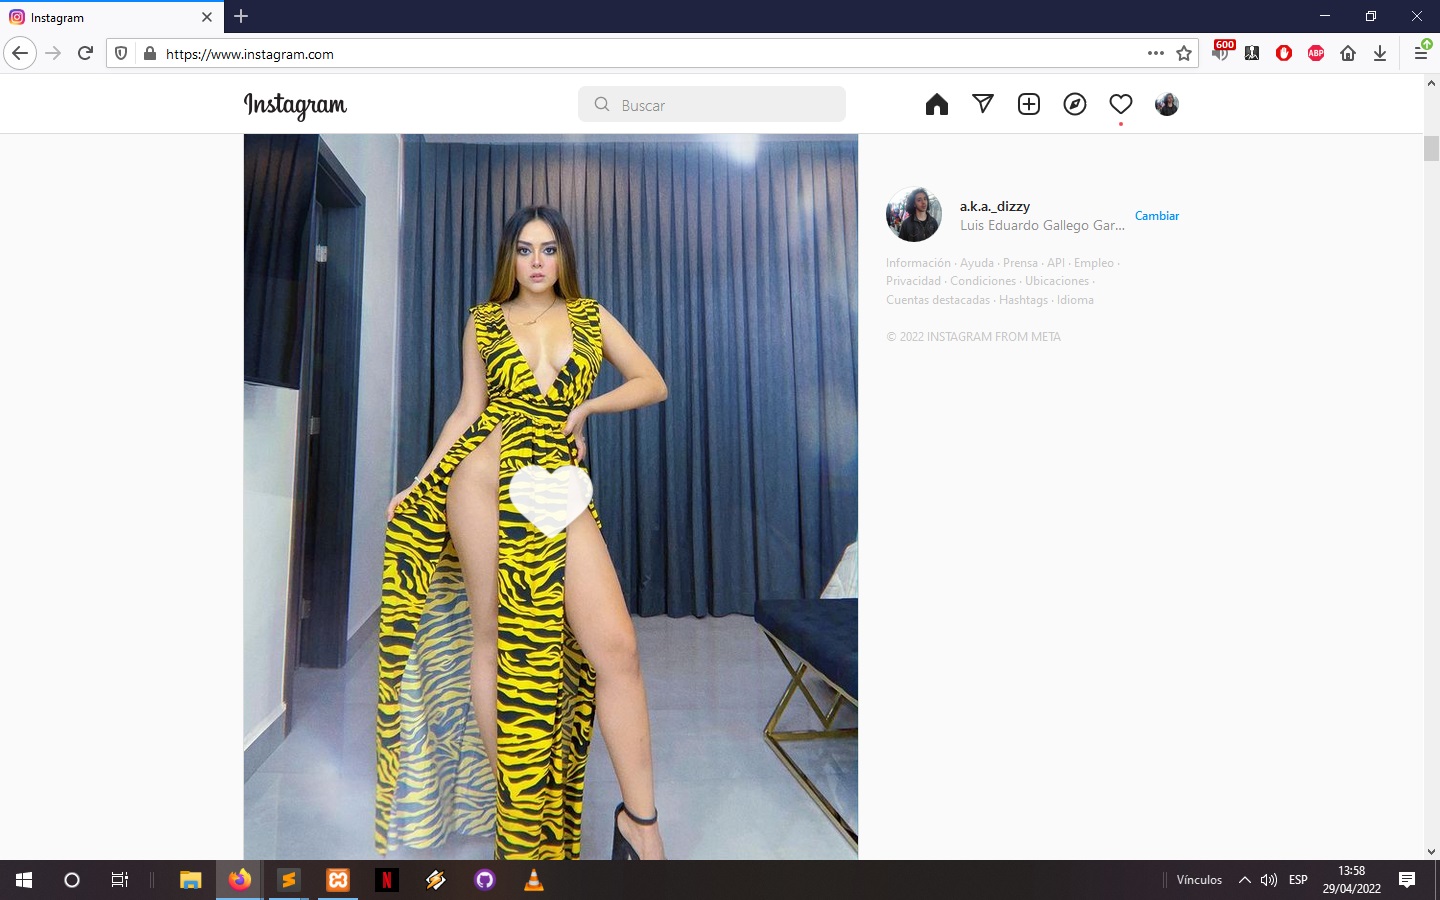 Instagram
https://www.instagram.com
600
ABP
Instagram
Buscar
a.k.a._dizzy
Luis Eduardo Gallego Gar...
Cambiar
Información · Ayuda · Prensa · API · Empleo ·
Privacidad · Condiciones · Ubicaciones ·
Cuentas destacadas · Hashtags · Idioma
© 2022 INSTAGRAM FROM META
N
Vínculos
ESP
13:58
29/04/2022